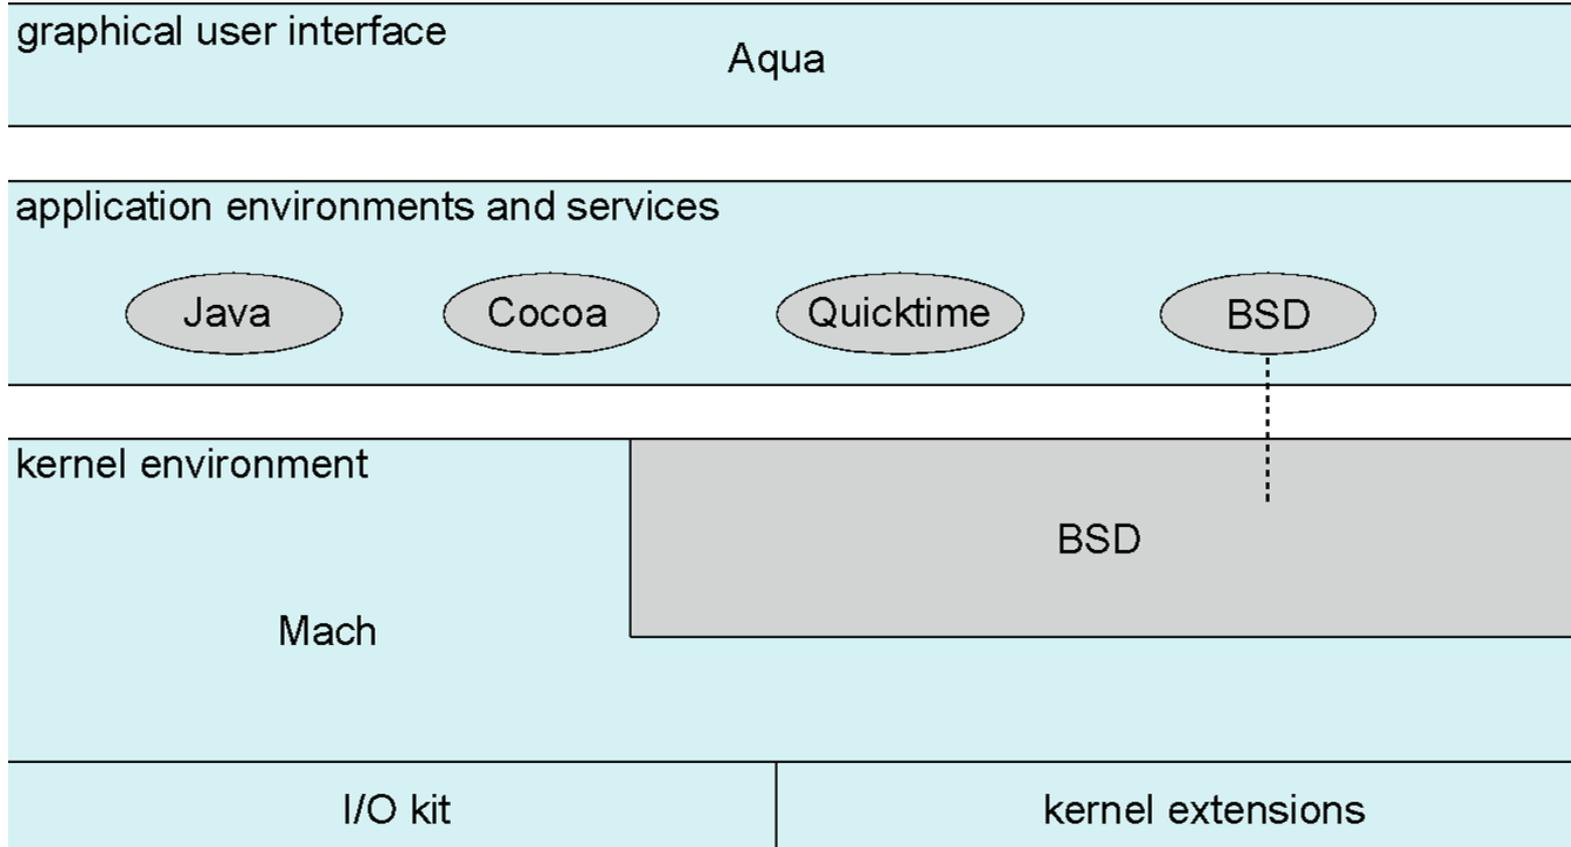 graphical user interface
Aqua
application environments and services
Java
Cocoa
Quicktime
BSD
kernel environment
BSD
Mach
I/O kit
kernel extensions